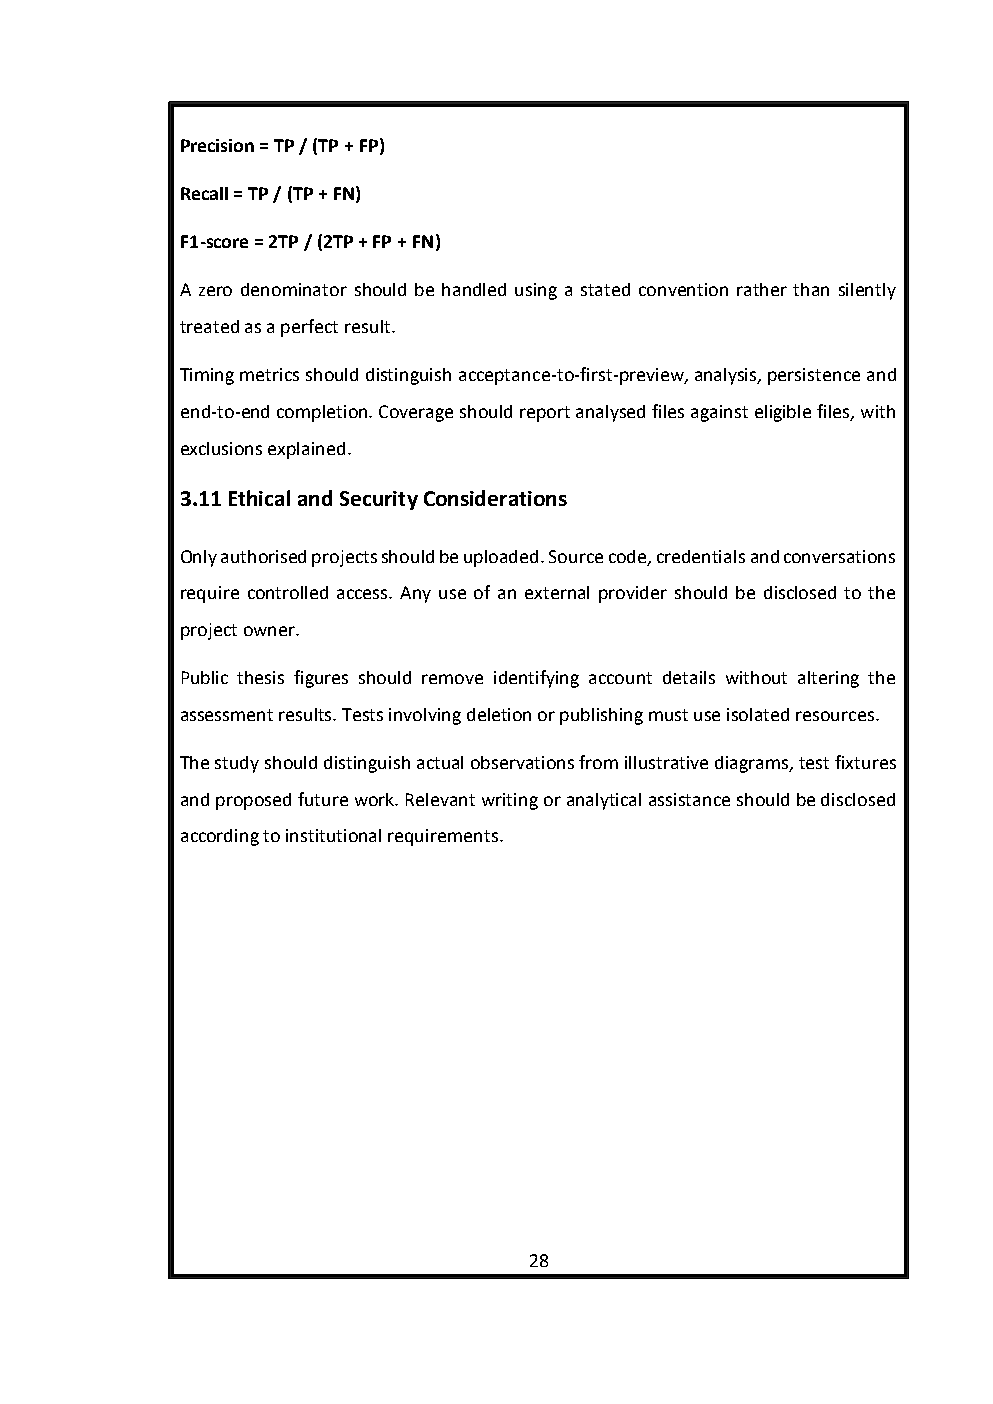 Precision = TP / (TP + FP)
Recall = TP / (TP + FN)
F1-score = 2TP / (2TP + FP + FN)
A zero denominator should be handled using a stated convention rather than silently
treated as a perfect result.
Timing metrics should distinguish acceptance-to-first-preview, analysis, persistence and
end-to-end completion. Coverage should report analysed files against eligible files, with
exclusions explained.
3.11 Ethical and Security Considerations
Only authorised projects should be uploaded. Source code, credentials and conversations
require controlled access. Any use of an external provider should be disclosed to the
project owner.
Public thesis figures should remove identifying account details without altering the
assessment results. Tests involving deletion or publishing must use isolated resources.
The study should distinguish actual observations from illustrative diagrams, test fixtures
and proposed future work. Relevant writing or analytical assistance should be disclosed
according to institutional requirements.
28